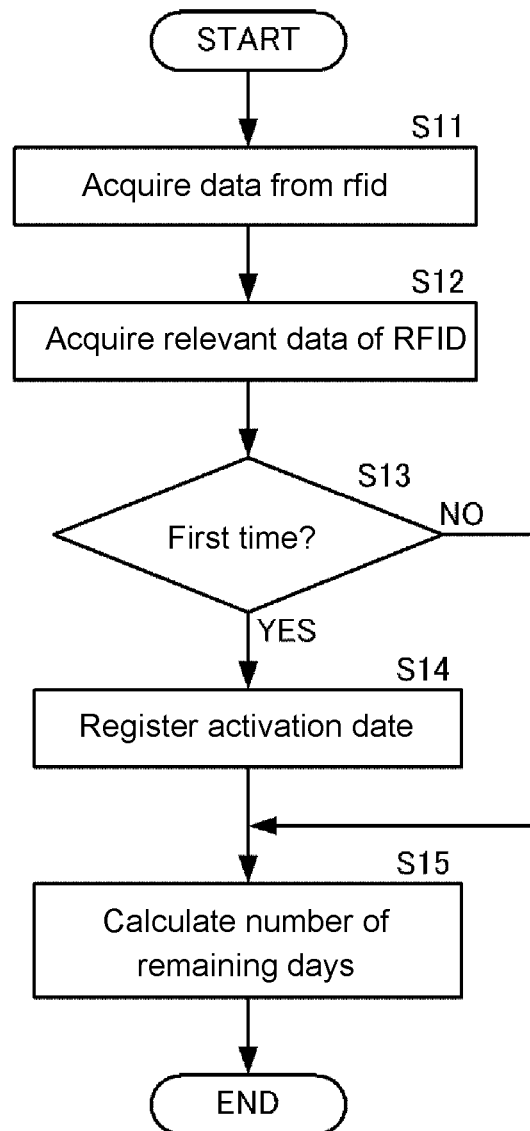 START
S11
Acquire data from rfid
S12
Acquire relevant data of RFID
S13
First time?
NO
YES
S14
Register activation date
S15
Calculate number of
remaining days
END